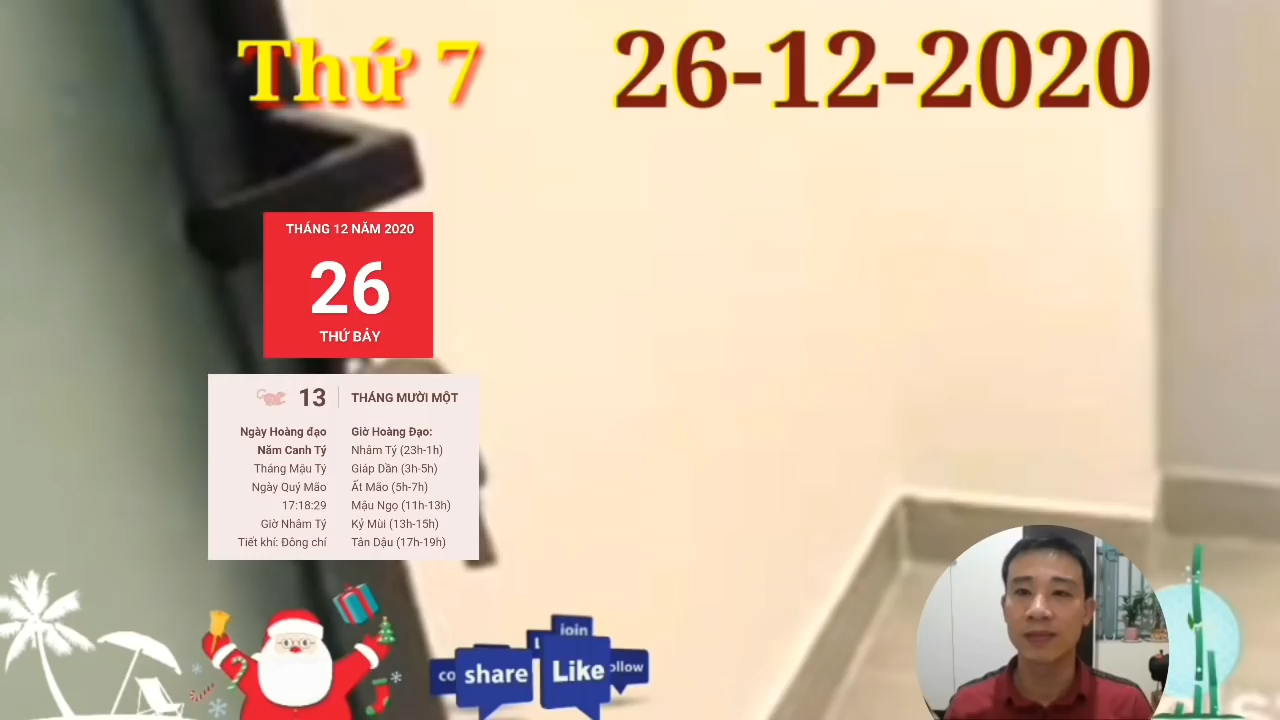 Thứ 7 26-12-2020
THÁNG 12 NĂM 2020
26
THỨ BẢY
13 THÁNG MƯỜI MỘT
Ngày Hoàng đạo
Năm Canh Tý
Tháng Mậu Tý
Ngày Quý Mão
17:18:29
Giờ Nhâm Tý
Tiết khí: Đông chí
Giờ Hoàng Đạo:
Nhâm Tý (23h-1h)
Giáp Dần (3h-5h)
Ất Mão (5h-7h)
Mậu Ngọ (11h-13h)
Kỷ Mùi (13h-15h)
Tân Dậu (17h-19h)
join
share Like